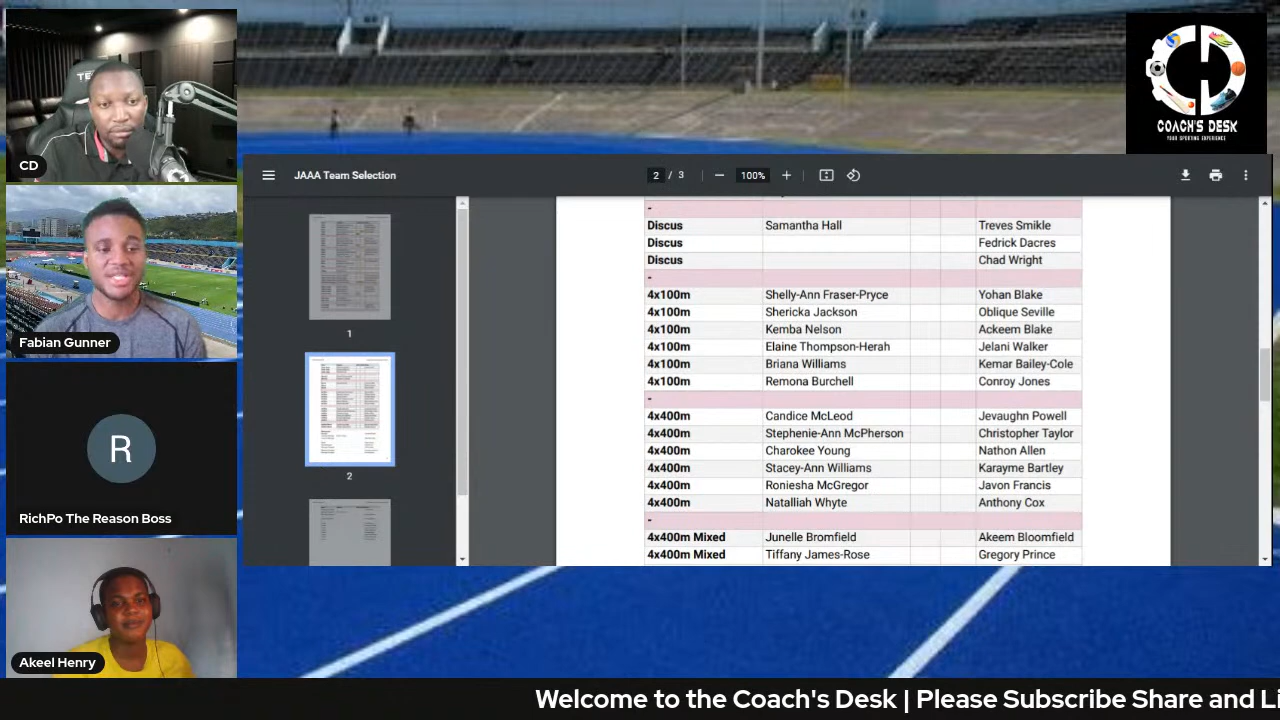 CD
Fabian Gunner
R
RichPo The Reason Boss
Akeel Henry
COACH'S DESK
YOUR SPORTING EXPERIENCE
JAAA Team Selection
2 / 3
100%
1
2
-
Discus Samantha Hall Treves Smikle
Discus Fedrick Dacres
Discus Chad Wright
-
4x100m Shelly-Ann Fraser-Pryce Yohan Blake
4x100m Shericka Jackson Oblique Seville
4x100m Kemba Nelson Ackeem Blake
4x100m Elaine Thompson-Herah Jelani Walker
4x100m Briana Williams Kemar Bailey-Cole
4x100m Remona Burchell Conroy Jones
-
4x400m Candice McLeod Jevaughn Powell
4x400m Stephenie-Ann McPherson Christopher Taylor
4x400m Charokee Young Nathon Allen
4x400m Stacey-Ann Williams Karayme Bartley
4x400m Roniesha McGregor Javon Francis
4x400m Natalliah Whyte Anthony Cox
-
4x400m Mixed Junelle Bromfield Akeem Bloomfield
4x400m Mixed Tiffany James-Rose Gregory Prince
Welcome to the Coach's Desk | Please Subscribe Share and Li